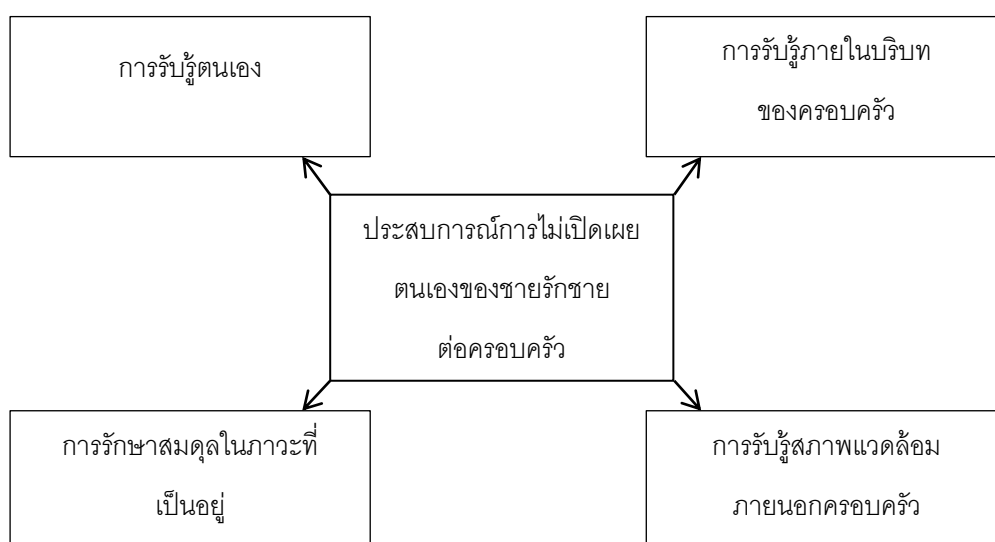 การรับรู้ตนเอง
การรับรู้ภายในบริบท
ของครอบครัว
ประสบการณ์การไม่เปิดเผย
ตนเองของชายรักชาย
ต่อครอบครัว
การรักษาสมดุลในภาวะที่
เป็นอยู่
การรับรู้สภาพแวดล้อม
ภายนอกครอบครัว